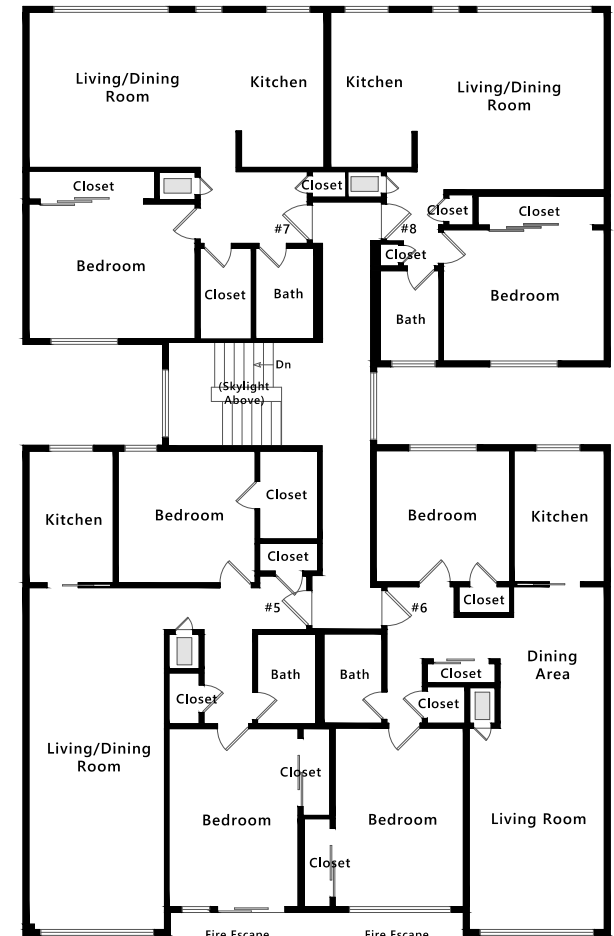 Living/Dining
Room
Kitchen
Kitchen
Living/Dining
Room
Closet
Closet
Closet
Closet
#7
#8
Closet
Bedroom
Closet
Bath
Bedroom
Bath
Dn
(Skylight
Above)
Kitchen
Bedroom
Closet
Bedroom
Kitchen
Closet
Closet
#5
#6
Bath
Bath
Dining
Area
Closet
Closet
Closet
Living/Dining
Room
Closet
Bedroom
Bedroom
Living Room
Closet
Fire Escape
Fire Escape